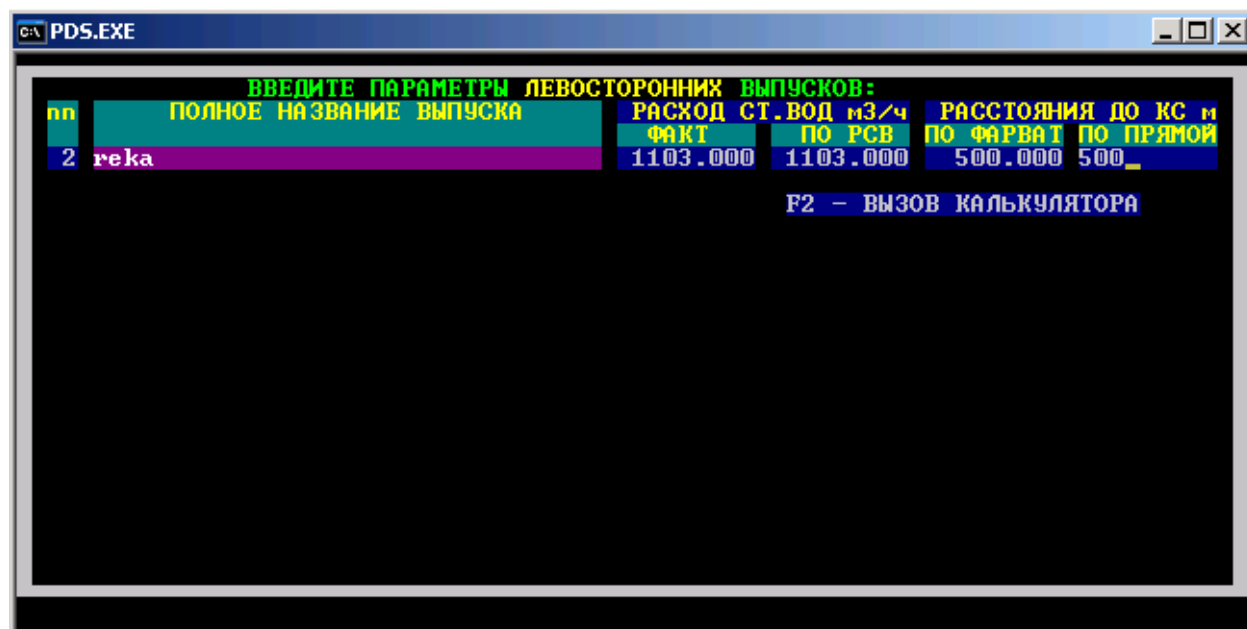 PDS.EXE
ВВЕДИТЕ ПАРАМЕТРЫ ЛЕВОСТОРОННИХ ВЫПУСКОВ:
пп ПОЛНОЕ НАЗВАНИЕ ВЫПУСКА РАСХОД СТ.ВОД м3/ч РАССТОЯНИЯ ДО КС м
ФАКТ ПО РСВ ПО ФАРВАТ ПО ПРЯМОЙ
2 reka 1103.000 1103.000 500.000 500_
F2 - ВЫЗОВ КАЛЬКУЛЯТОРА